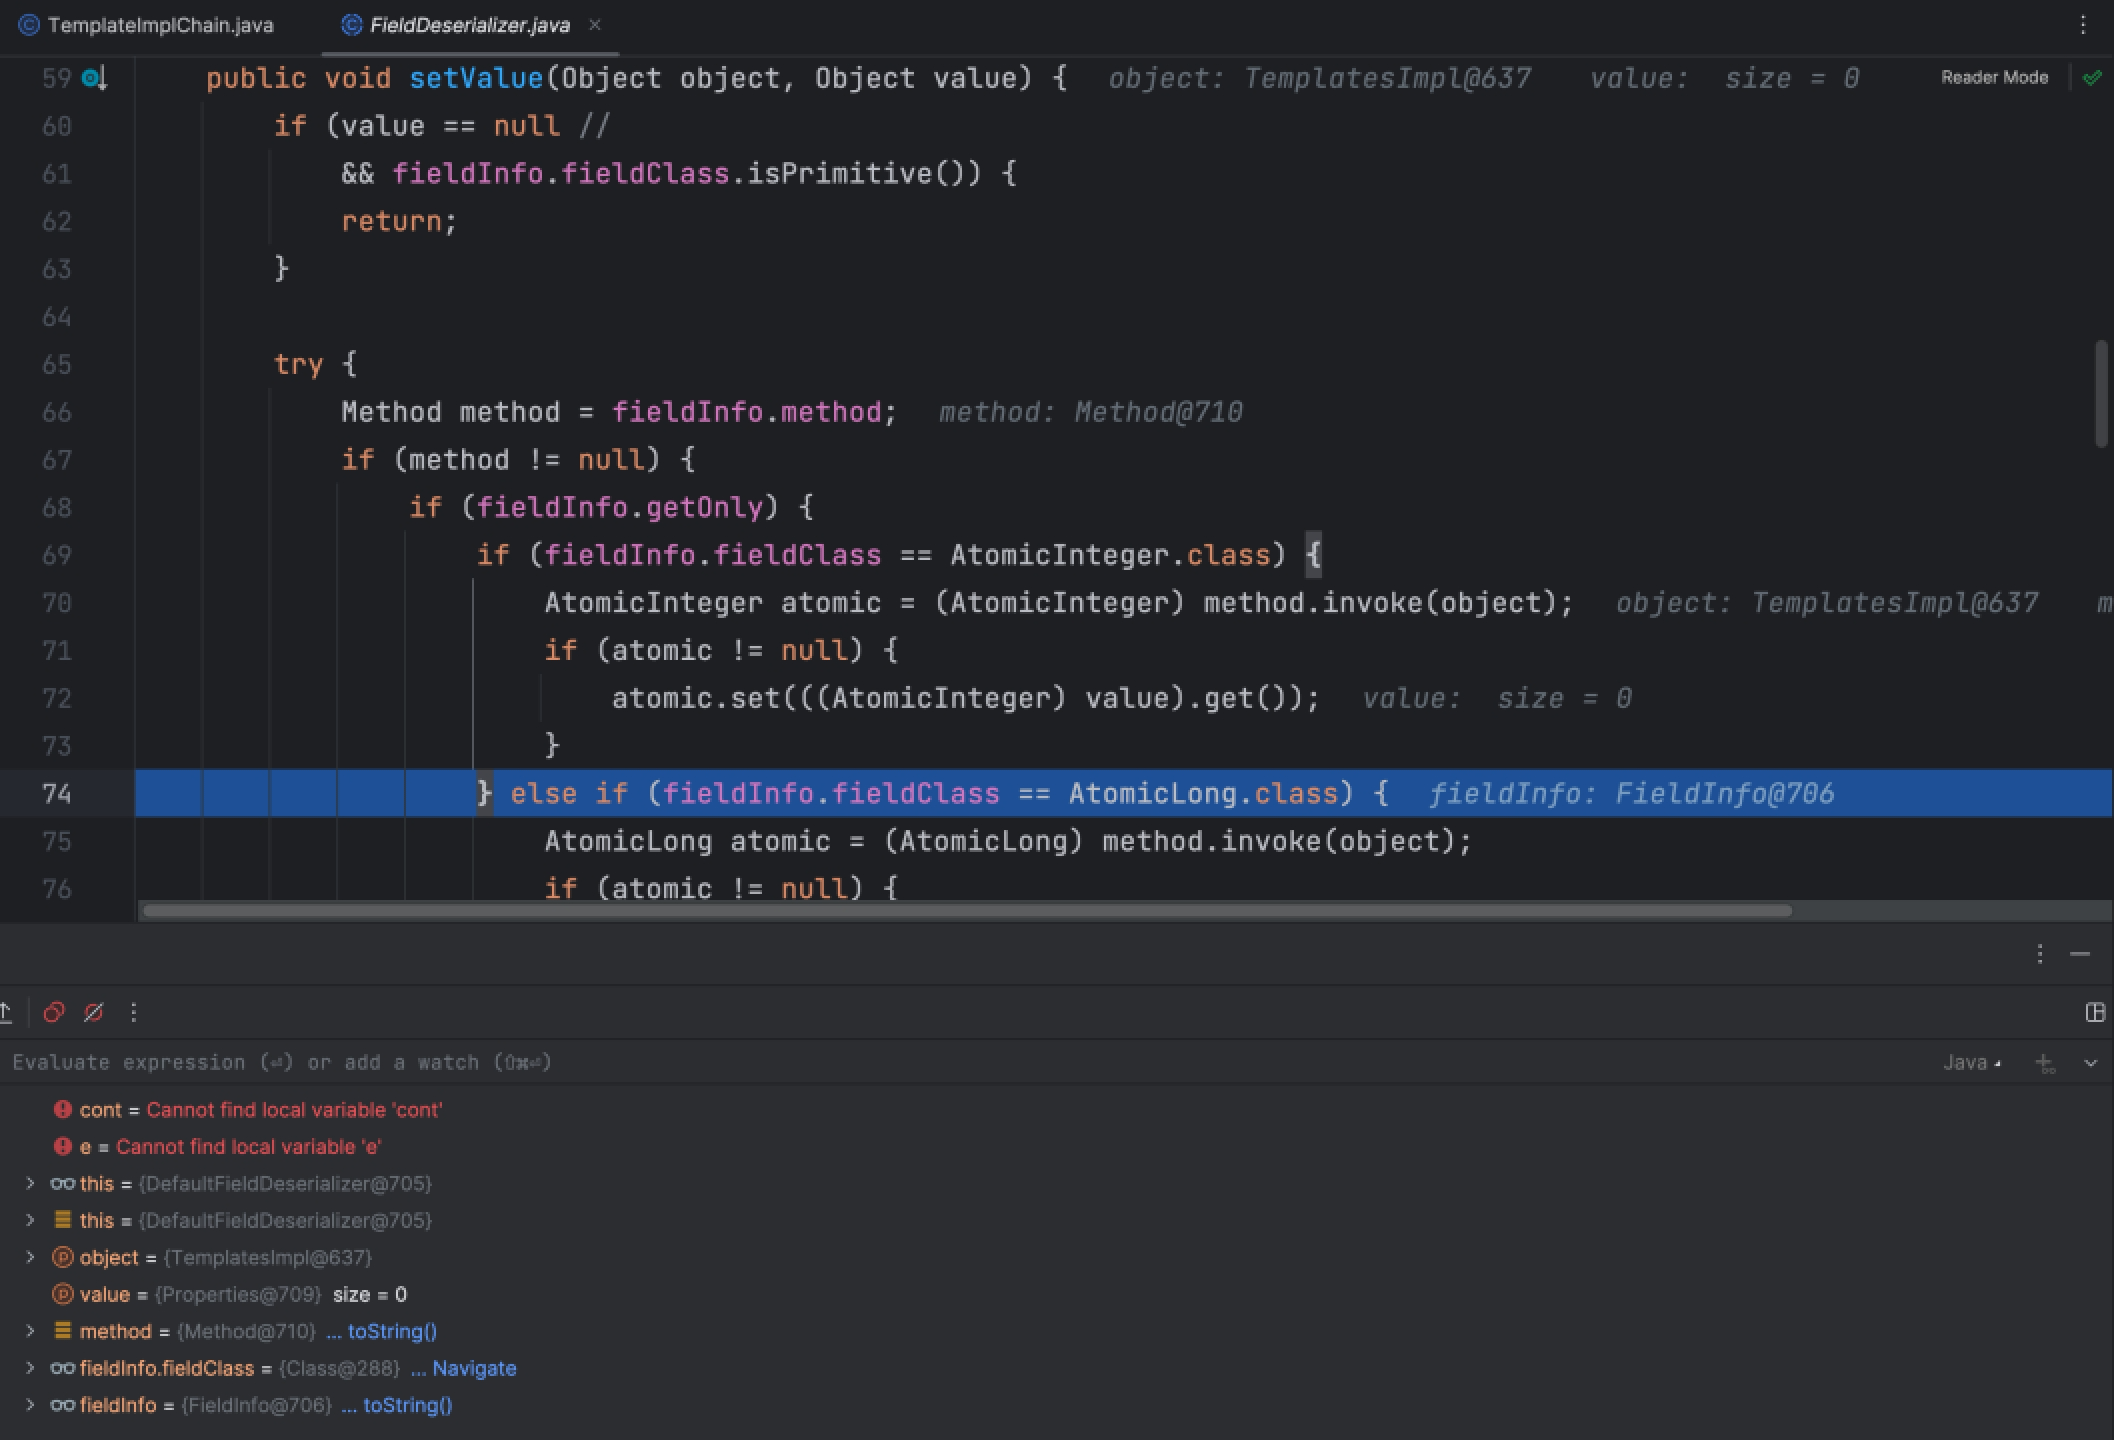 TemplateImplChain.java FieldDeserializer.java
59 public void setValue(Object object, Object value) { object: TemplatesImpl@637 value: size = 0 Reader Mode
60 if (value == null //
61 && fieldInfo.fieldClass.isPrimitive()) {
62 return;
63 }
64
65 try {
66 Method method = fieldInfo.method; method: Method@710
67 if (method != null) {
68 if (fieldInfo.getOnly) {
69 if (fieldInfo.fieldClass == AtomicInteger.class) {
70 AtomicInteger atomic = (AtomicInteger) method.invoke(object); object: TemplatesImpl@637 m
71 if (atomic != null) {
72 atomic.set(((AtomicInteger) value).get()); value: size = 0
73 }
74 } else if (fieldInfo.fieldClass == AtomicLong.class) { fieldInfo: FieldInfo@706
75 AtomicLong atomic = (AtomicLong) method.invoke(object);
76 if (atomic != null) {
Evaluate expression (⏎) or add a watch (⇧⌘⏎) Java
cont = Cannot find local variable 'cont'
e = Cannot find local variable 'e'
this = {DefaultFieldDeserializer@705}
this = {DefaultFieldDeserializer@705}
object = {TemplatesImpl@637}
value = {Properties@709} size = 0
method = {Method@710} ... toString()
fieldInfo.fieldClass = {Class@288} ... Navigate
fieldInfo = {FieldInfo@706} ... toString()